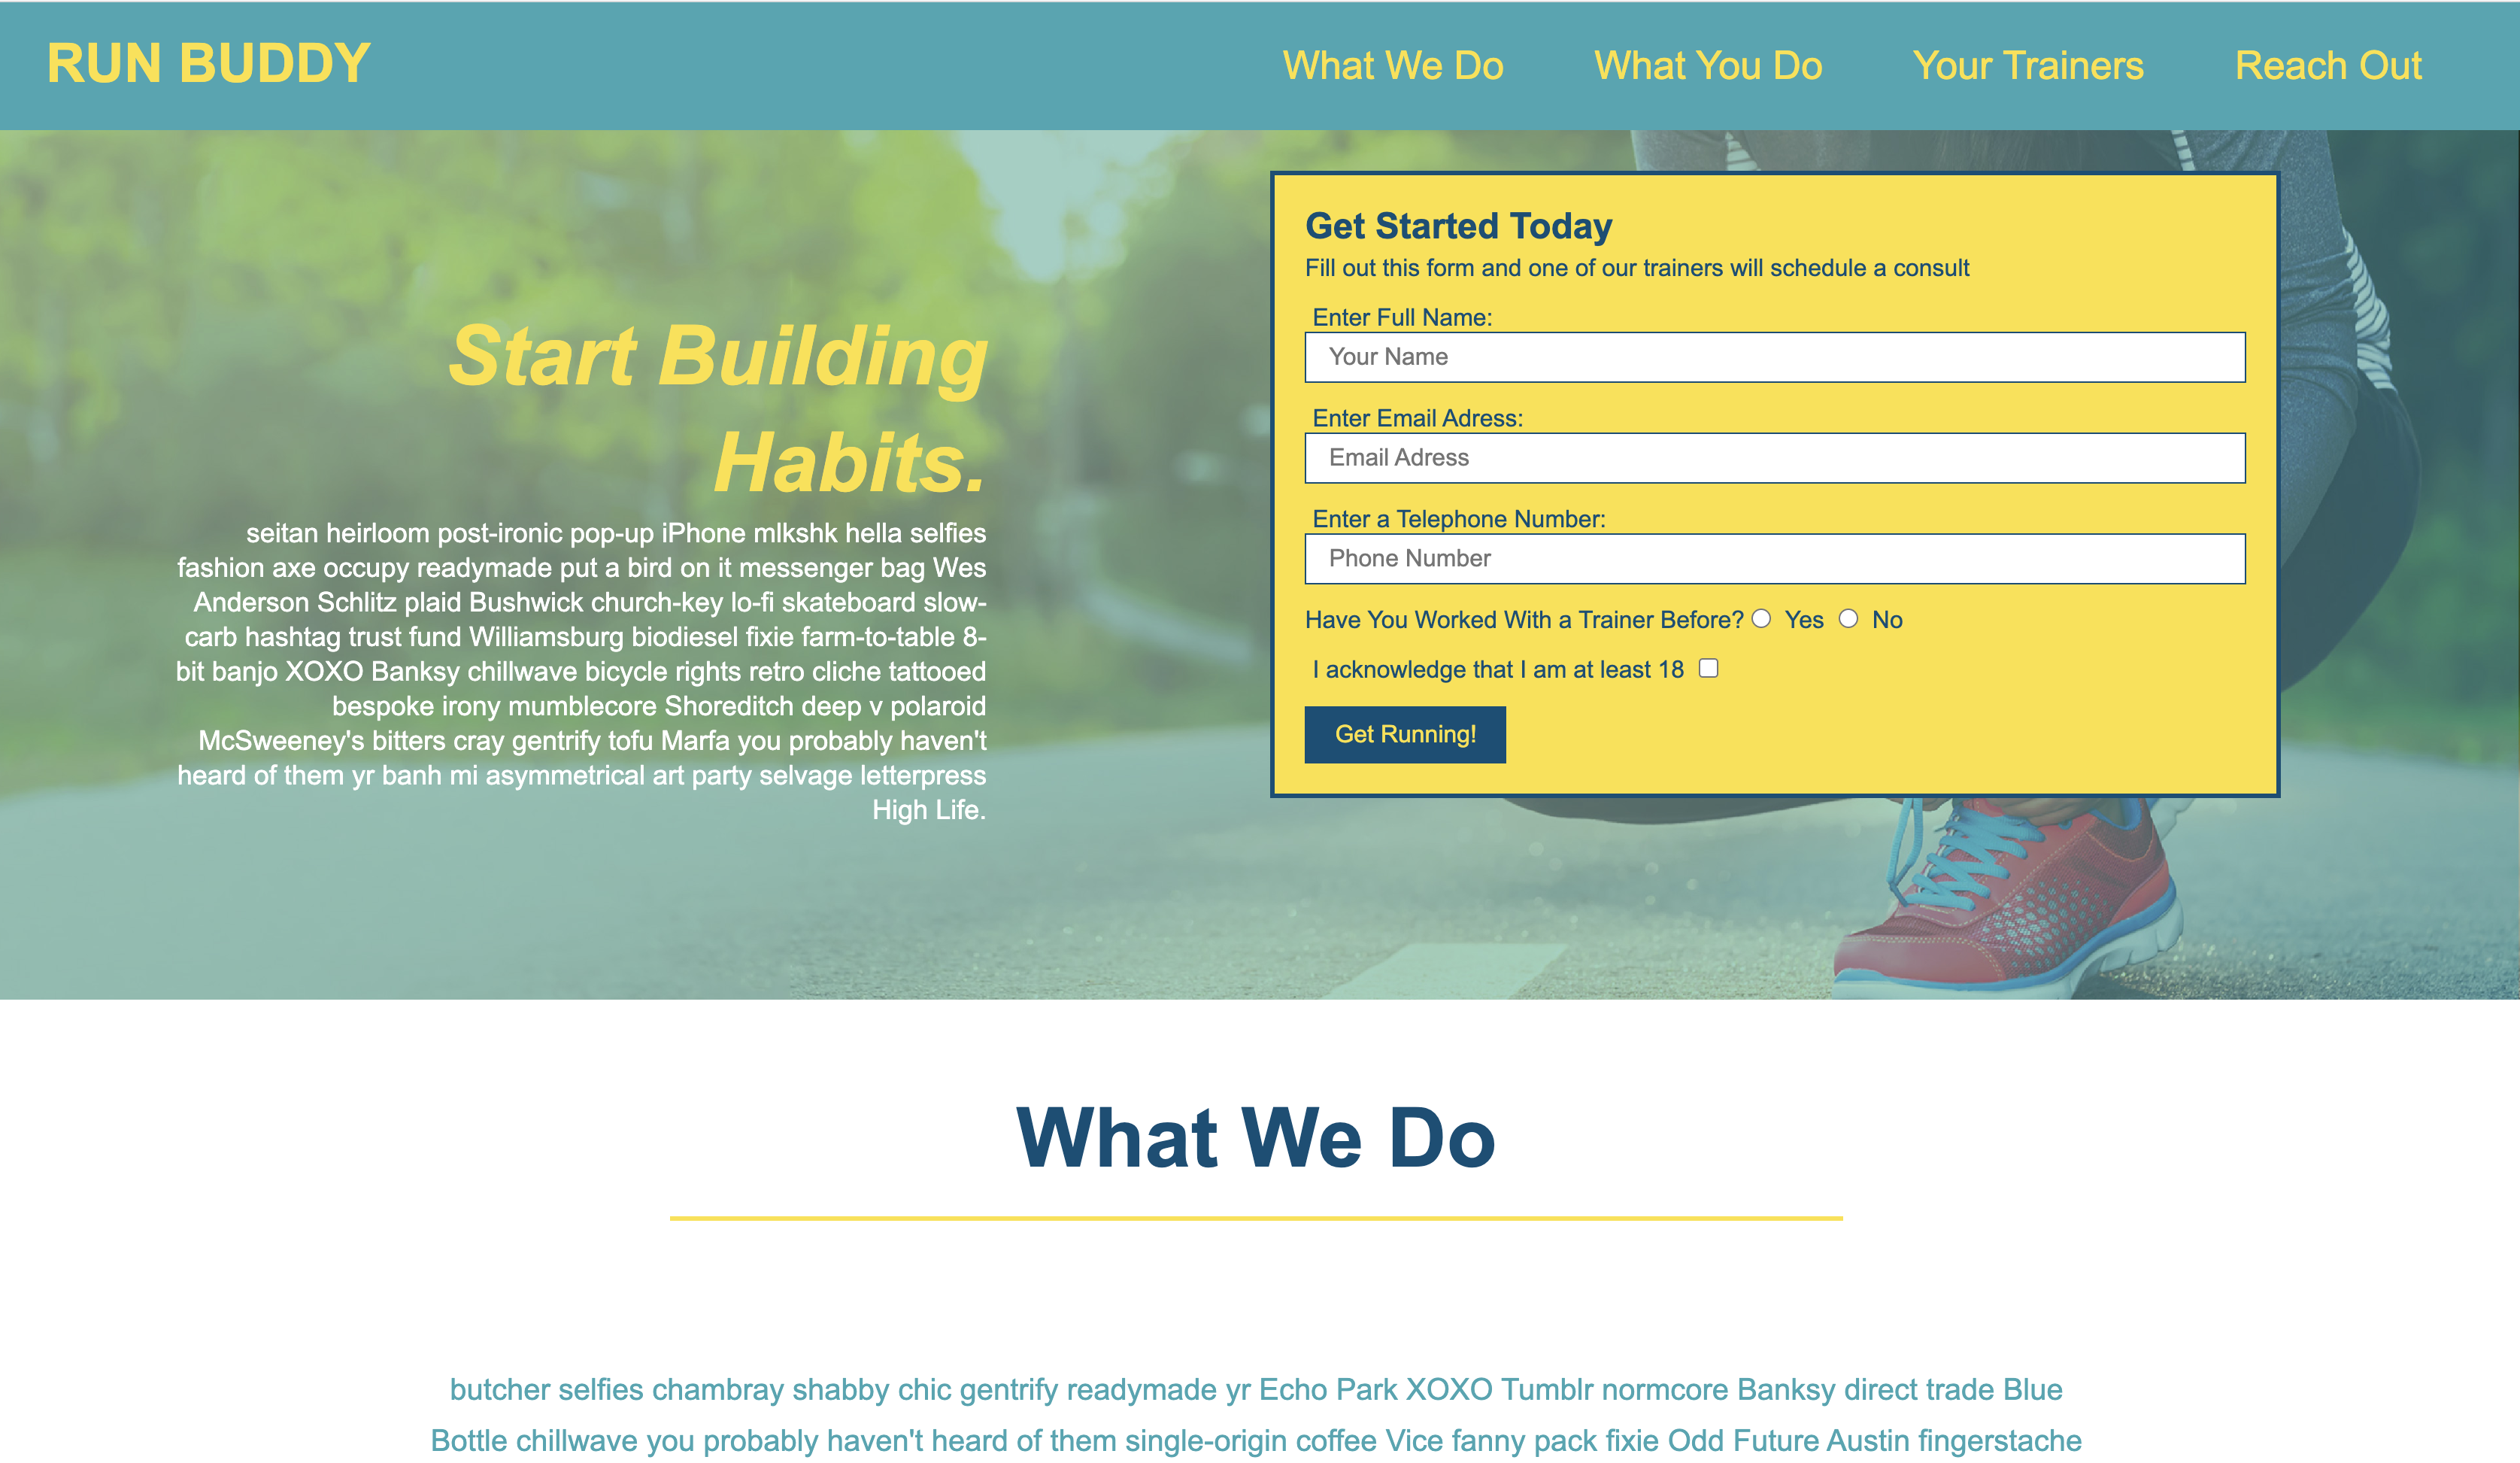 RUN BUDDY
What We Do
What You Do
Your Trainers
Reach Out
Start Building
Habits.
seitan heirloom post-ironic pop-up iPhone mlkshk hella selfies
fashion axe occupy readymade put a bird on it messenger bag Wes
Anderson Schlitz plaid Bushwick church-key lo-fi skateboard slow-
carb hashtag trust fund Williamsburg biodiesel fixie farm-to-table 8-
bit banjo XOXO Banksy chillwave bicycle rights retro cliche tattooed
bespoke irony mumblecore Shoreditch deep v polaroid
McSweeney's bitters cray gentrify tofu Marfa you probably haven't
heard of them yr banh mi asymmetrical art party selvage letterpress
High Life.
Get Started Today
Fill out this form and one of our trainers will schedule a consult
Enter Full Name:
Your Name
Enter Email Adress:
Email Adress
Enter a Telephone Number:
Phone Number
Have You Worked With a Trainer Before? Yes No
I acknowledge that I am at least 18
Get Running!
What We Do
butcher selfies chambray shabby chic gentrify readymade yr Echo Park XOXO Tumblr normcore Banksy direct trade Blue
Bottle chillwave you probably haven't heard of them single-origin coffee Vice fanny pack fixie Odd Future Austin fingerstache